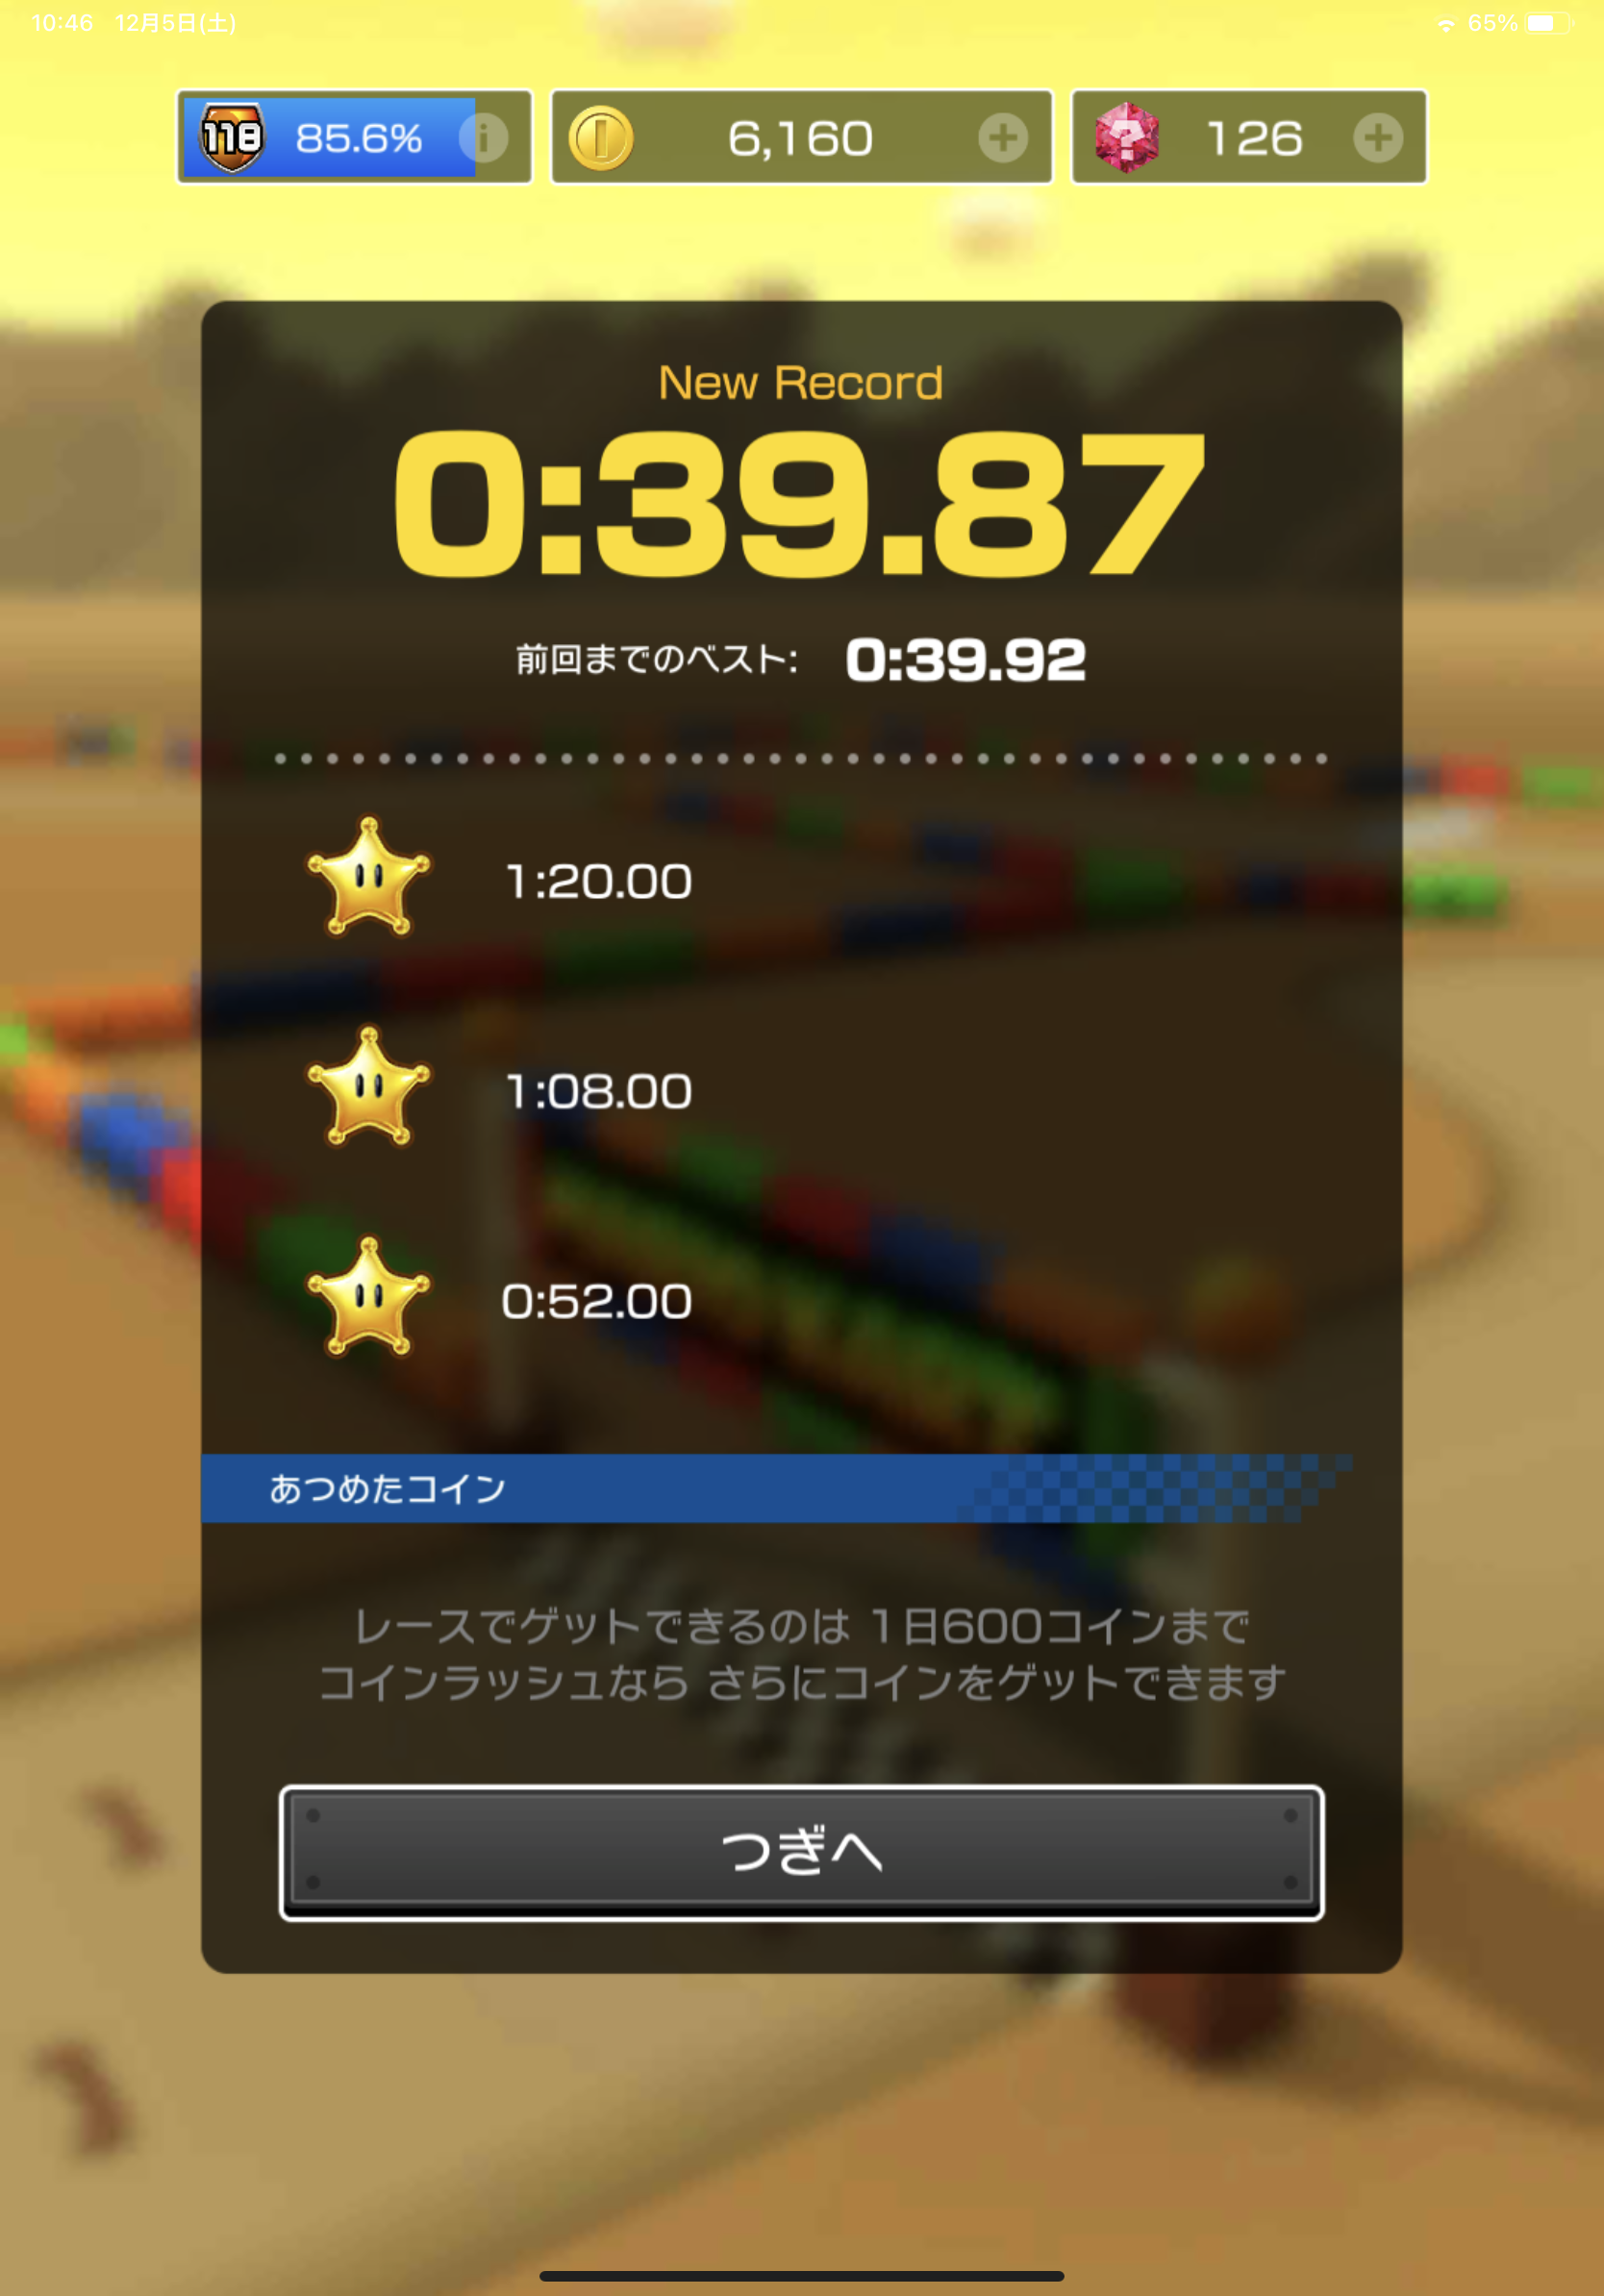 10:46 12月5日(土) 65%
118 85.6% 6,160 126
New Record
0:39.87
前回までのベスト: 0:39.92
1:20.00
1:08.00
0:52.00
あつめたコイン
レースでゲットできるのは 1日600コインまで
コインラッシュなら さらにコインをゲットできます
つぎへ